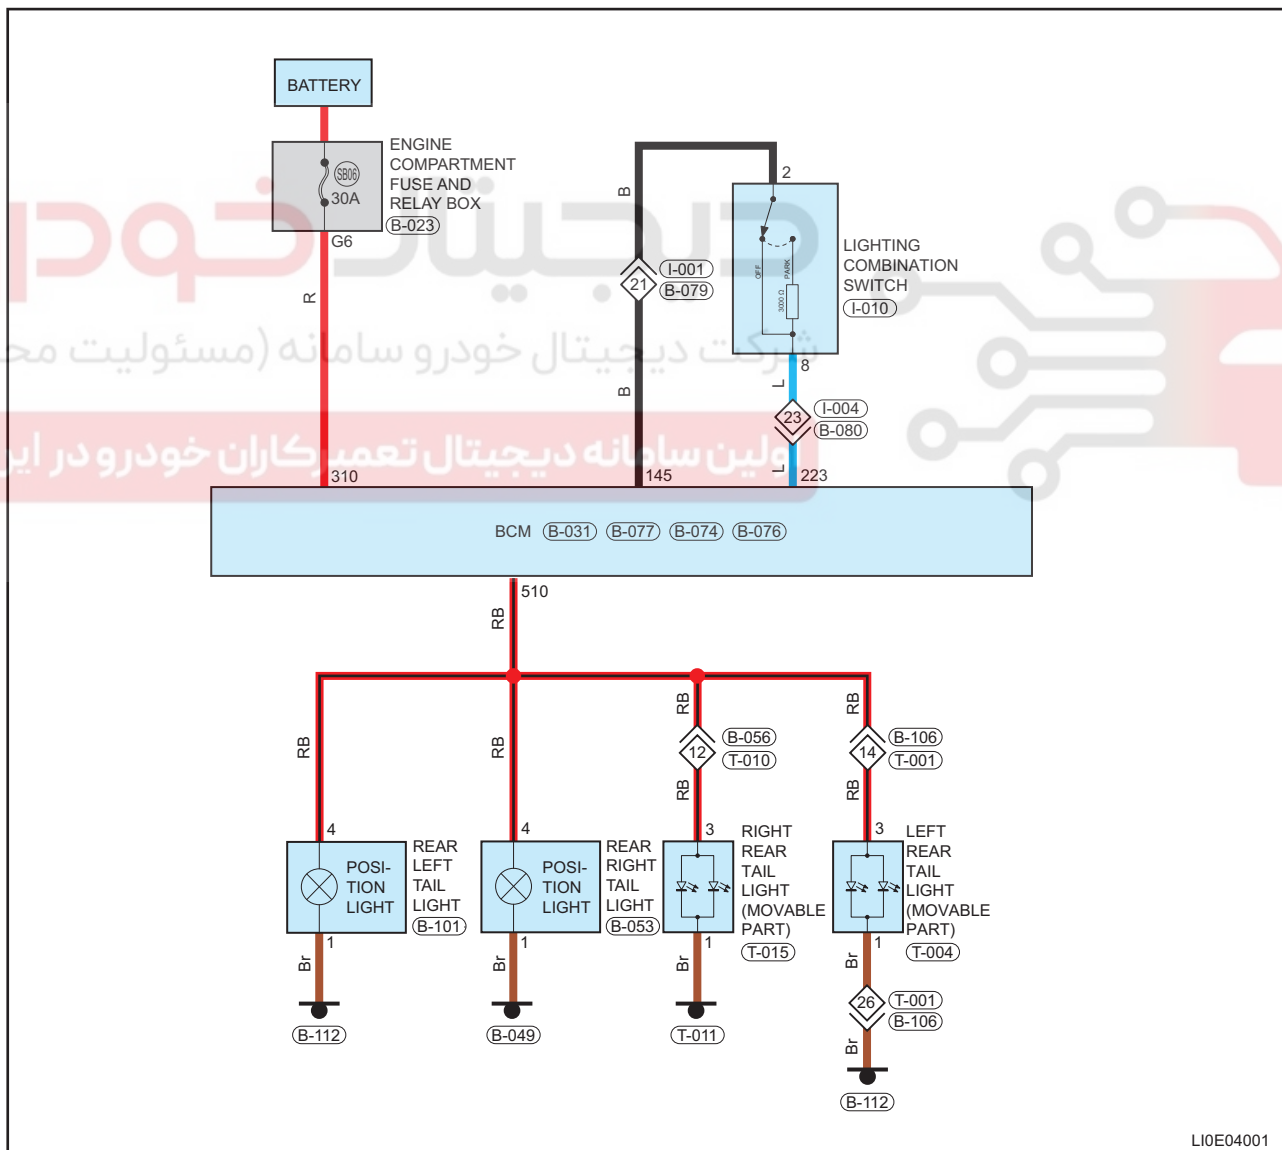 BATTERY
ENGINE
COMPARTMENT
FUSE AND
RELAY BOX
B-023
SB06
30A
G6
R
310
دیجیتال خودر
شرکت دیجیتال خودرو سامانه (مسئولیت مح
اولین سامانه دیجیتال تعمیرکاران خودرو در ایر
B
21
I-001
B-079
B
145
2
OFF
PARK
3000 Ω
LIGHTING
COMBINATION
SWITCH
I-010
8
L
23
I-004
B-080
L
223
BCM B-031 B-077 B-074 B-076
510
RB
RB
RB
RB
RB
12
B-056
T-010
14
B-106
T-001
RB
RB
4
POSI-
TION
LIGHT
REAR
LEFT
TAIL
LIGHT
B-101
1
Br
B-112
4
POSI-
TION
LIGHT
REAR
RIGHT
TAIL
LIGHT
B-053
1
Br
B-049
3
RIGHT
REAR
TAIL
LIGHT
(MOVABLE
PART)
T-015
1
Br
T-011
3
LEFT
REAR
TAIL
LIGHT
(MOVABLE
PART)
T-004
1
Br
26
T-001
B-106
Br
B-112
LI0E04001